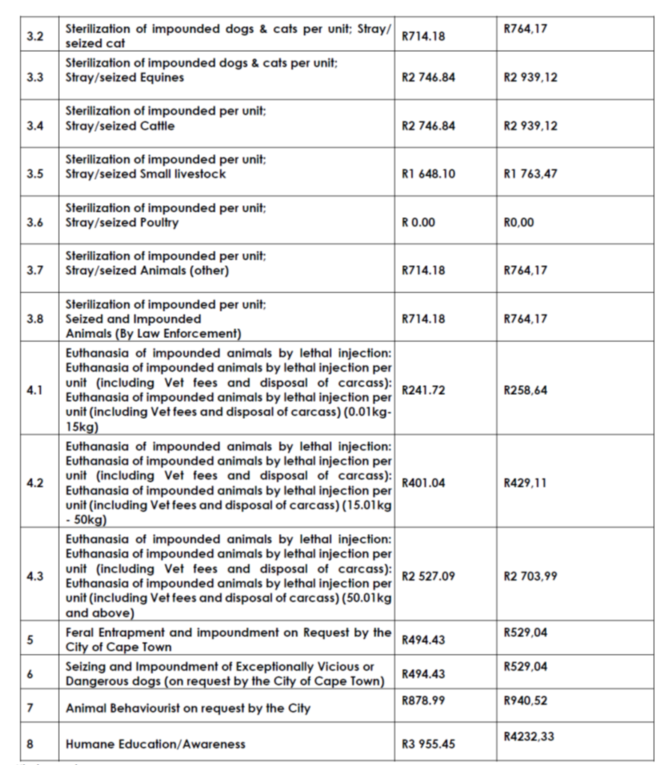 3.2 Sterilization of impounded dogs & cats per unit; Stray/ R714.18 R764,17
seized cat
3.3 Sterilization of impounded dogs & cats per unit; R2 746.84 R2 939,12
Stray/seized Equines
3.4 Sterilization of impounded per unit; R2 746.84 R2 939,12
Stray/seized Cattle
3.5 Sterilization of impounded per unit; R1 648.10 R1 763,47
Stray/seized Small livestock
3.6 Sterilization of impounded per unit; R 0.00 R0,00
Stray/seized Poultry
3.7 Sterilization of impounded per unit; R714.18 R764,17
Stray/seized Animals (other)
3.8 Sterilization of impounded per unit; R714.18 R764,17
Seized and Impounded
Animals (By Law Enforcement)
4.1 Euthanasia of impounded animals by lethal injection: R241.72 R258,64
Euthanasia of impounded animals by lethal injection per
unit (including Vet fees and disposal of carcass):
Euthanasia of impounded animals by lethal injection per
unit (including Vet fees and disposal of carcass) (0.01kg-
15kg)
4.2 Euthanasia of impounded animals by lethal injection: R401.04 R429,11
Euthanasia of impounded animals by lethal injection per
unit (including Vet fees and disposal of carcass):
Euthanasia of impounded animals by lethal injection per
unit (including Vet fees and disposal of carcass) (15.01kg
- 50kg)
4.3 Euthanasia of impounded animals by lethal injection: R2 527.09 R2 703,99
Euthanasia of impounded animals by lethal injection per
unit (including Vet fees and disposal of carcass):
Euthanasia of impounded animals by lethal injection per
unit (including Vet fees and disposal of carcass) (50.01kg
and above)
5 Feral Entrapment and impoundment on Request by the R494.43 R529,04
City of Cape Town
6 Seizing and Impoundment of Exceptionally Vicious or R494.43 R529,04
Dangerous dogs (on request by the City of Cape Town)
7 Animal Behaviourist on request by the City R878.99 R940,52
8 Humane Education/Awareness R3 955.45 R4232,33